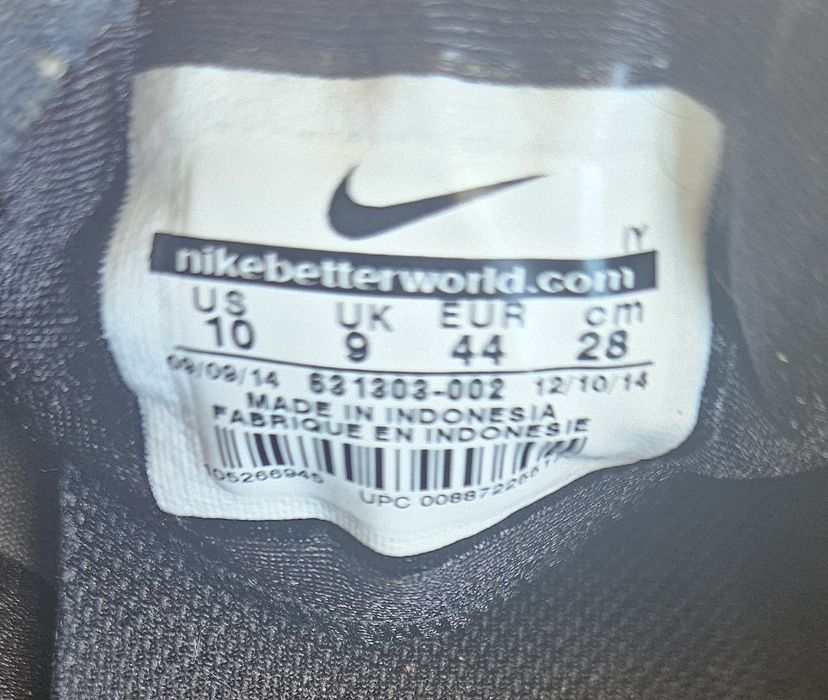 IY
nikebetterworld.com
US UK EUR cm
10 9 44 28
09/09/14 631303-002 12/10/14
MADE IN INDONESIA
FABRIQUE EN INDONESIE
105266945
UPC